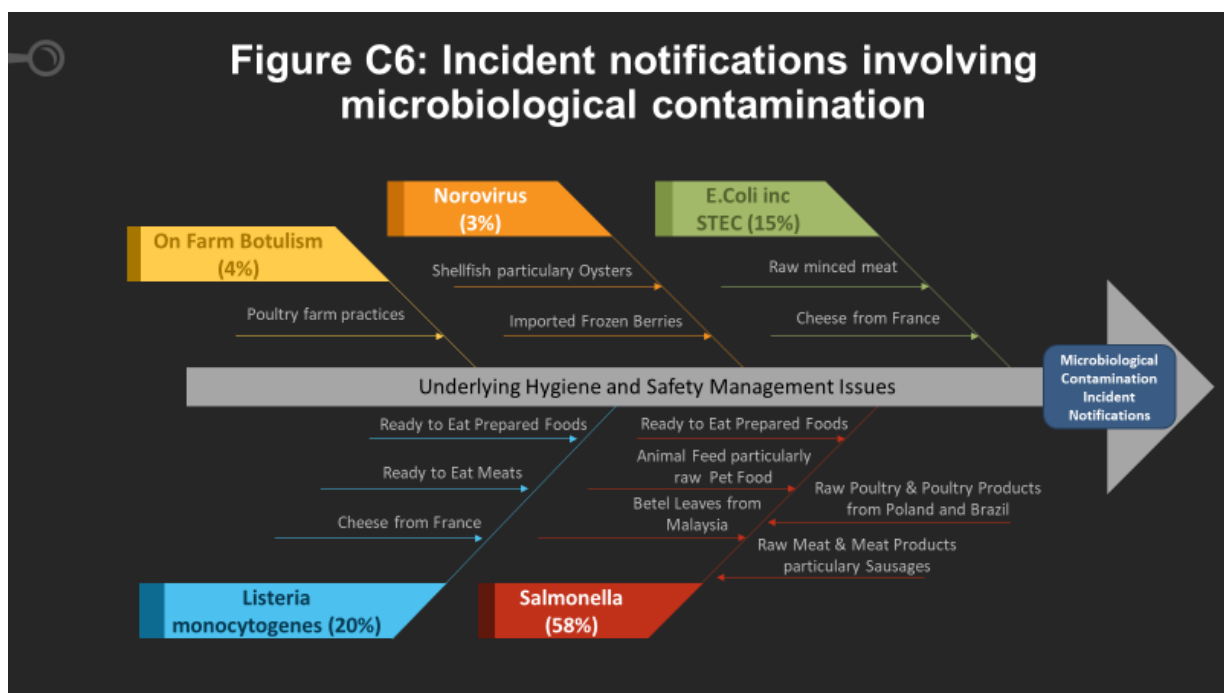 Figure C6: Incident notifications involving
microbiological contamination
Norovirus
(3%)
E.Coli inc
STEC (15%)
On Farm Botulism
(4%)
Shellfish particulary Oysters
Raw minced meat
Poultry farm practices
Imported Frozen Berries
Cheese from France
Underlying Hygiene and Safety Management Issues
Microbiological
Contamination
Incident
Notifications
Ready to Eat Prepared Foods
Ready to Eat Meats
Cheese from France
Ready to Eat Prepared Foods
Animal Feed particularly
raw Pet Food
Betel Leaves from
Malaysia
Raw Poultry & Poultry Products
from Poland and Brazil
Raw Meat & Meat Products
particulary Sausages
Listeria
monocytogenes (20%)
Salmonella
(58%)